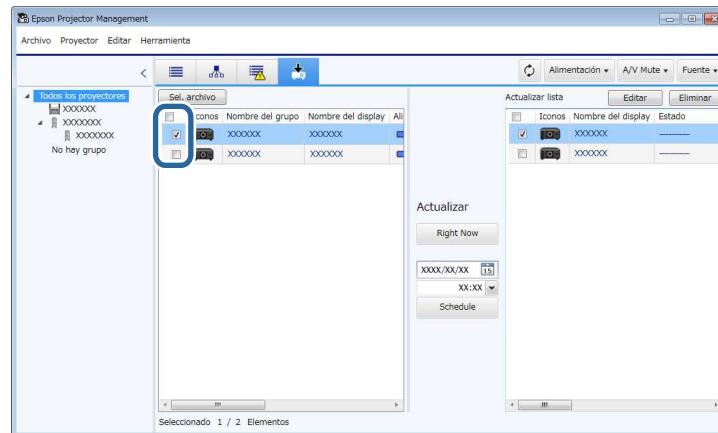 Epson Projector Management
Archivo Proyector Editar Herramienta
Alimentación A/V Mute Fuente
Todos los proyectores
XXXXXX
XXXXXXX
XXXXXXX
No hay grupo
Sel. archivo
Iconos Nombre del grupo Nombre del display Ali
XXXXXX XXXXXX
XXXXXX XXXXXX
Actualizar
Right Now
XXXX/XX/XX 15
XX:XX
Schedule
Actualizar lista Editar Eliminar
Iconos Nombre del display Estado
XXXXXX ----------
XXXXXX ----------
Seleccionado 1 / 2 Elementos